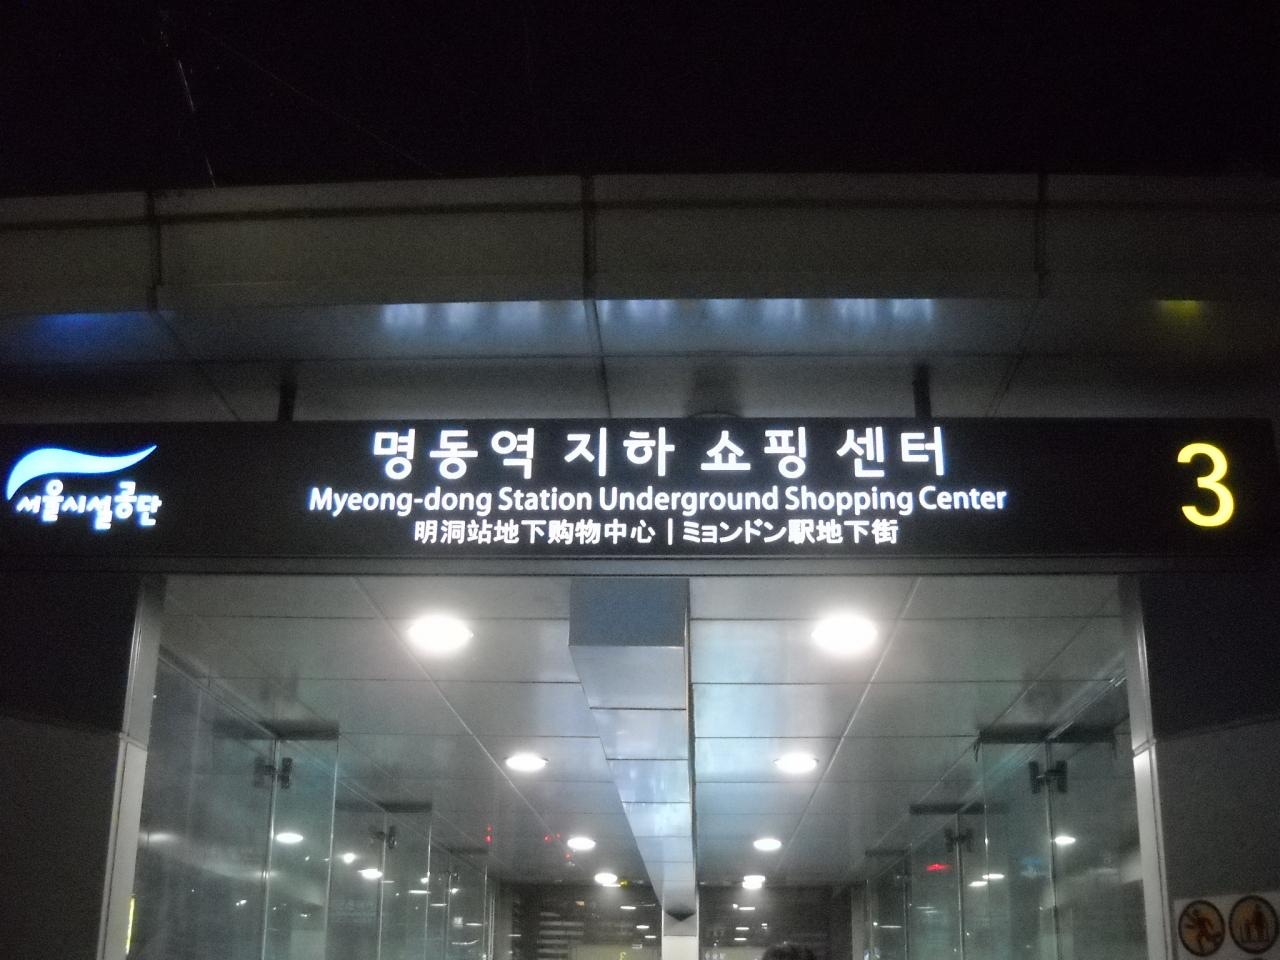 서울시설공단
명동역 지하 쇼핑 센터
Myeong-dong Station Underground Shopping Center
明洞站地下购物中心 | ミョンドン駅地下街
3